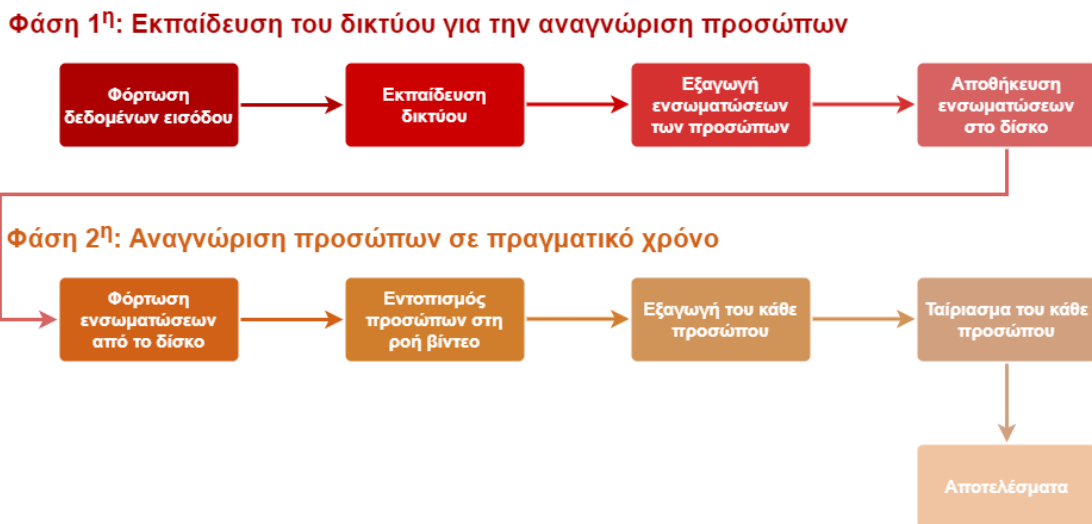 Φάση 1η: Εκπαίδευση του δικτύου για την αναγνώριση προσώπων
Φόρτωση
δεδομένων εισόδου
Εκπαίδευση
δικτύου
Εξαγωγή
ενσωματώσεων
των προσώπων
Αποθήκευση
ενσωματώσεων
στο δίσκο
Φάση 2η: Αναγνώριση προσώπων σε πραγματικό χρόνο
Φόρτωση
ενσωματώσεων
από το δίσκο
Εντοπισμός
προσώπων στη
ροή βίντεο
Εξαγωγή του κάθε
προσώπου
Ταίριασμα του κάθε
προσώπου
Αποτελέσματα